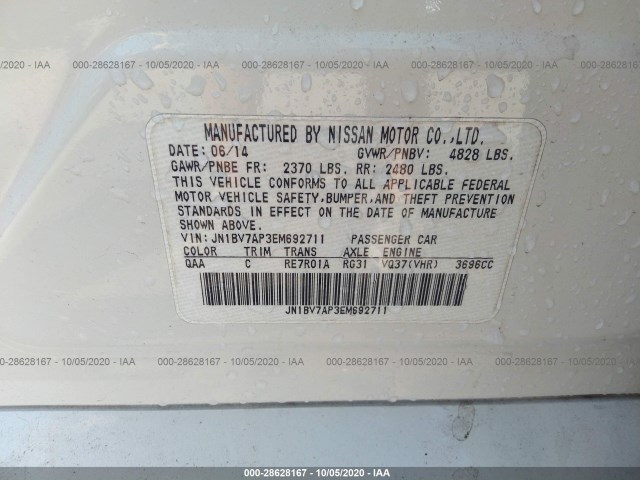 000-28628167 - 10/05/2020 - IAA
10/05/2020 - IAA 000-28628167 - 10/05/2020 - IAA 000-28628167 - 10/05
MANUFACTURED BY NISSAN MOTOR CO.,LTD.
DATE: 06/14 GVWR/PNBV: 4828 LBS.
GAWR/PNBE FR: 2370 LBS. RR: 2480 LBS.
THIS VEHICLE CONFORMS TO ALL APPLICABLE FEDERAL
MOTOR VEHICLE SAFETY,BUMPER,AND THEFT PREVENTION
STANDARDS IN EFFECT ON THE DATE OF MANUFACTURE
SHOWN ABOVE.
VIN: JN1BV7AP3EM692711 PASSENGER CAR
COLOR TRIM TRANS AXLE ENGINE
QAA C RE7R01A RG31 VQ37(VHR) 3696CC
JN1BV7AP3EM692711
/05/2020 - IAA 000-28628167 - 10/05/2020 - IAA 000-28628167 - 10/05/2
000-28628167 - 10/05/2020 - IAA